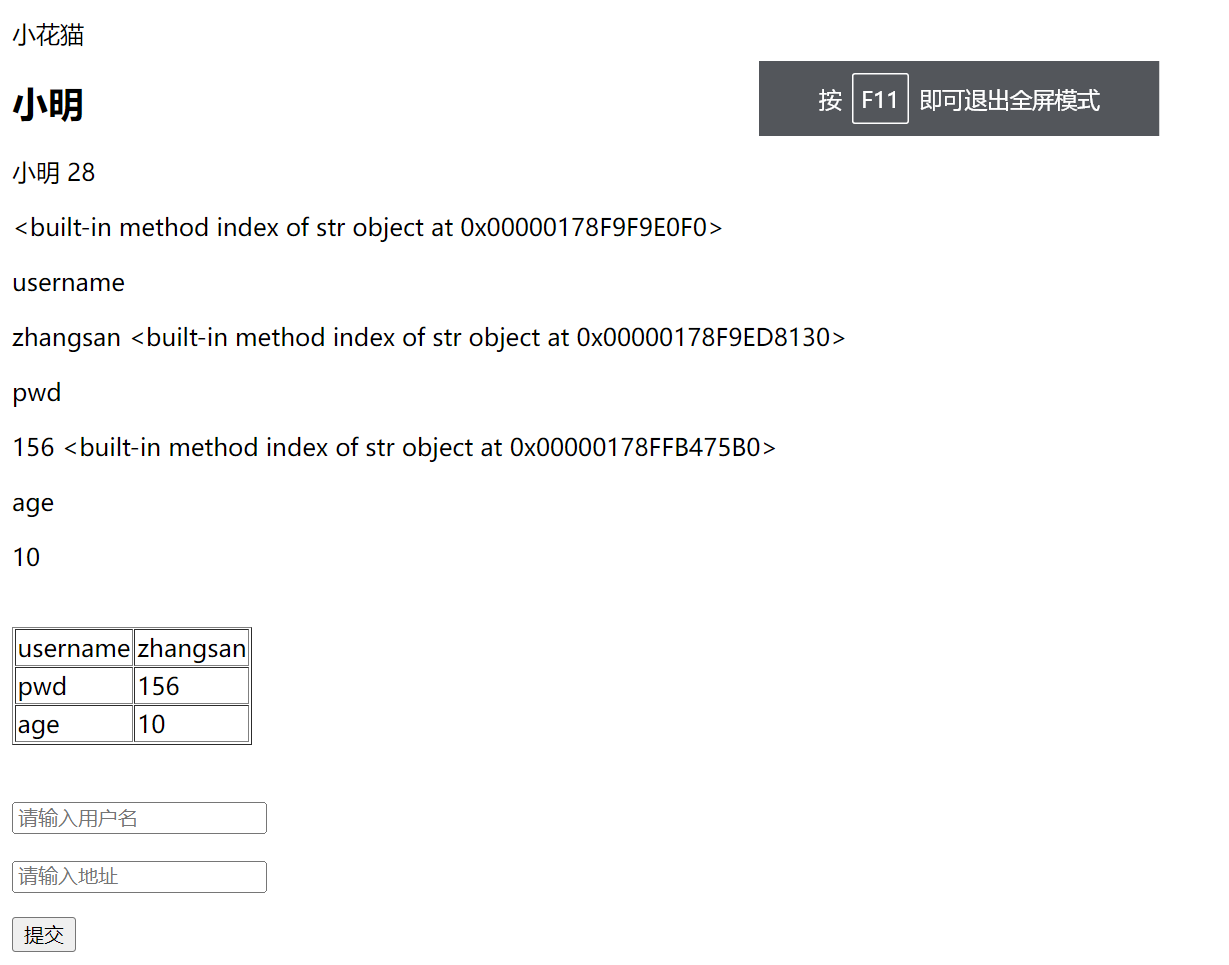 小花猫
按 F11 即可退出全屏模式
小明
小明 28
<built-in method index of str object at 0x00000178F9F9E0F0>
username
zhangsan <built-in method index of str object at 0x00000178F9ED8130>
pwd
156 <built-in method index of str object at 0x00000178FFB475B0>
age
10
username zhangsan
pwd 156
age 10
请输入用户名
请输入地址
提交